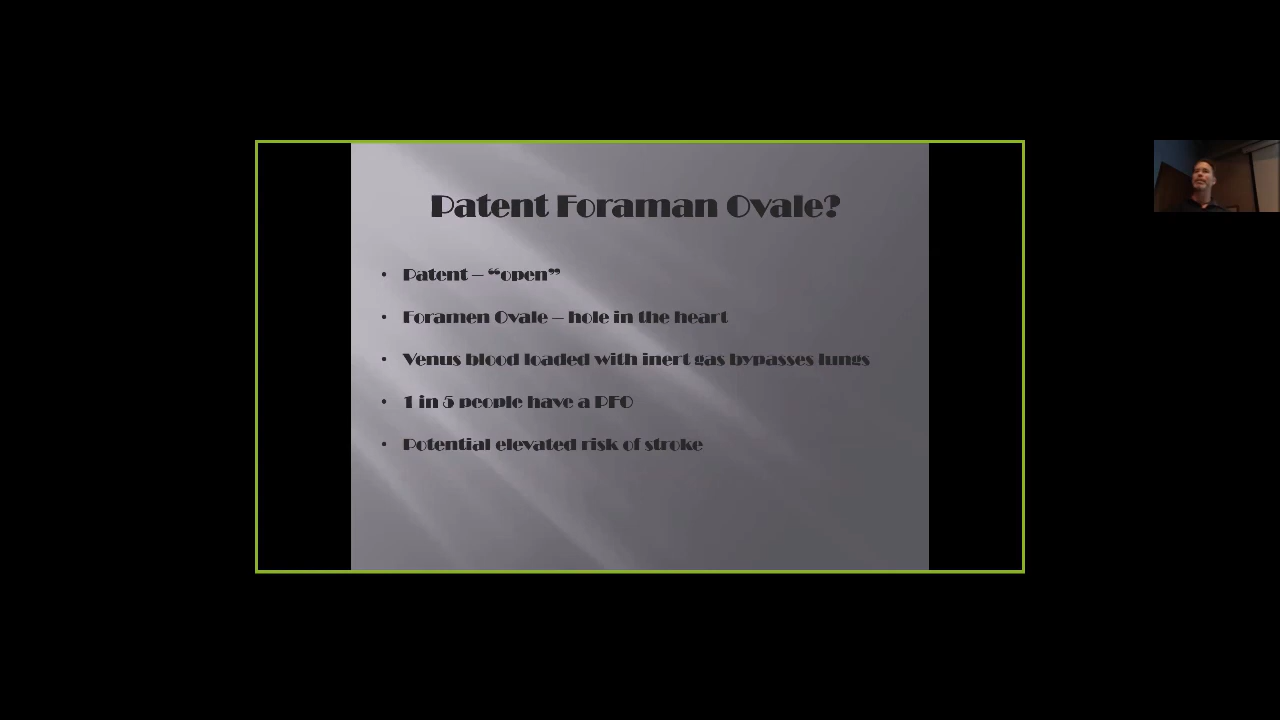 Patent Foraman Ovale?
• Patent – “open”
• Foramen Ovale – hole in the heart
• Venus blood loaded with inert gas bypasses lungs
• 1 in 5 people have a PFO
• Potential elevated risk of stroke